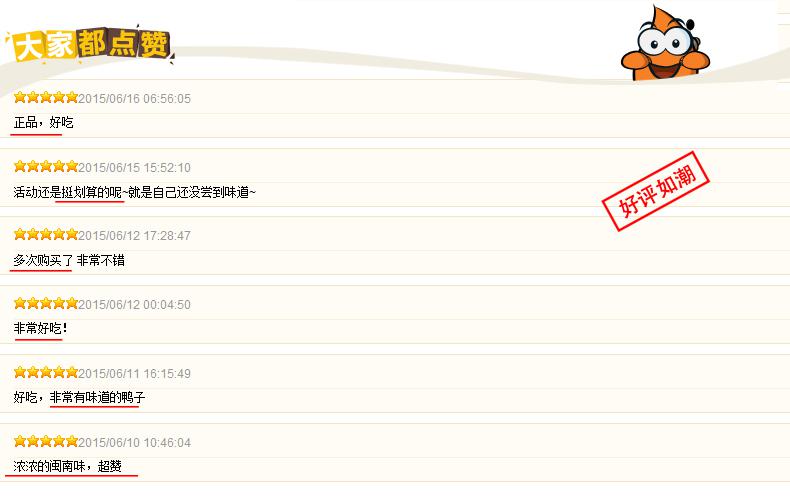 大家都点赞
2015/06/16 06:56:05
正品，好吃
2015/06/15 15:52:10
活动还是挺划算的呢~就是自己还没尝到味道~
好评如潮
2015/06/12 17:28:47
多次购买了 非常不错
2015/06/12 00:04:50
非常好吃！
2015/06/11 16:15:49
好吃，非常有味道的鸭子
2015/06/10 10:46:04
浓浓的闽南味，超赞